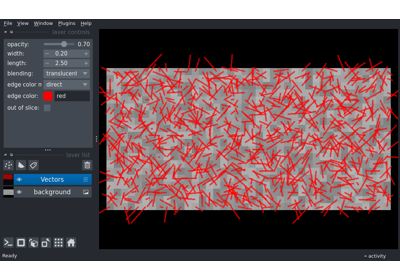 File View Window Plugins Help
layer controls
opacity: 0.70
width: 0.20
length: 2.50
blending: translucent
edge color m direct
edge color: red
out of slice:
layer list
Vectors
background
Ready
activity